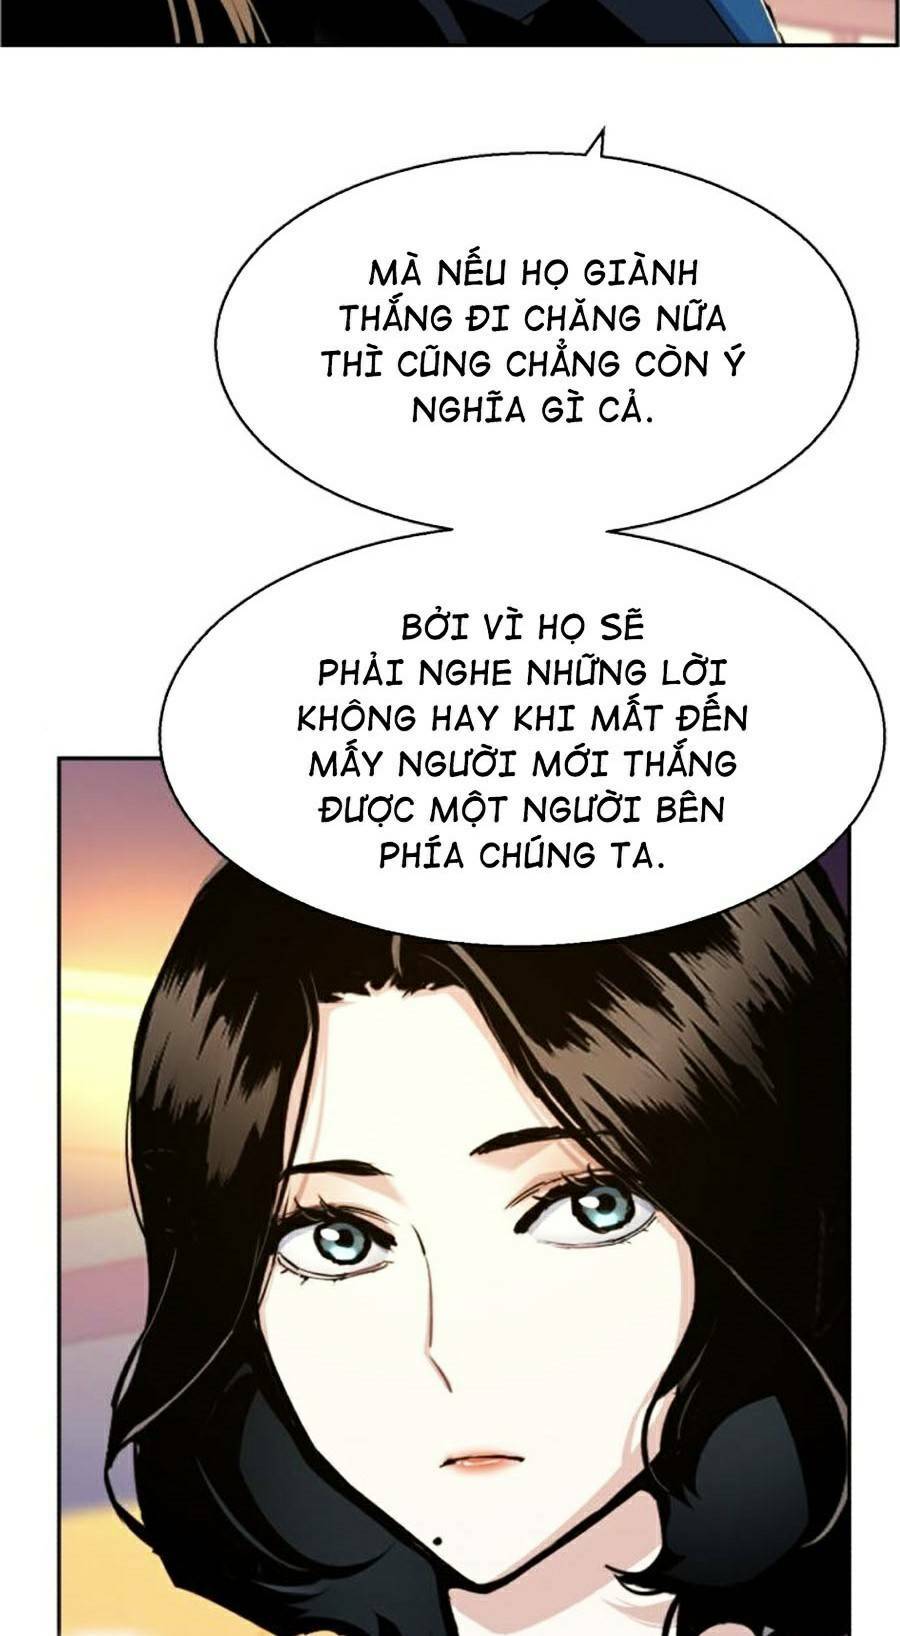 MÀ NẾU HỌ GIÀNH
THẮNG ĐI CHĂNG NỮA
THÌ CŨNG CHẲNG CÒN Ý
NGHĨA GÌ CẢ.
BỞI VÌ HỌ SẼ
PHẢI NGHE NHỮNG LỜI
KHÔNG HAY KHI MẤT ĐẾN
MẤY NGƯỜI MỚI THẮNG
ĐƯỢC MỘT NGƯỜI BÊN
PHÍA CHÚNG TA.